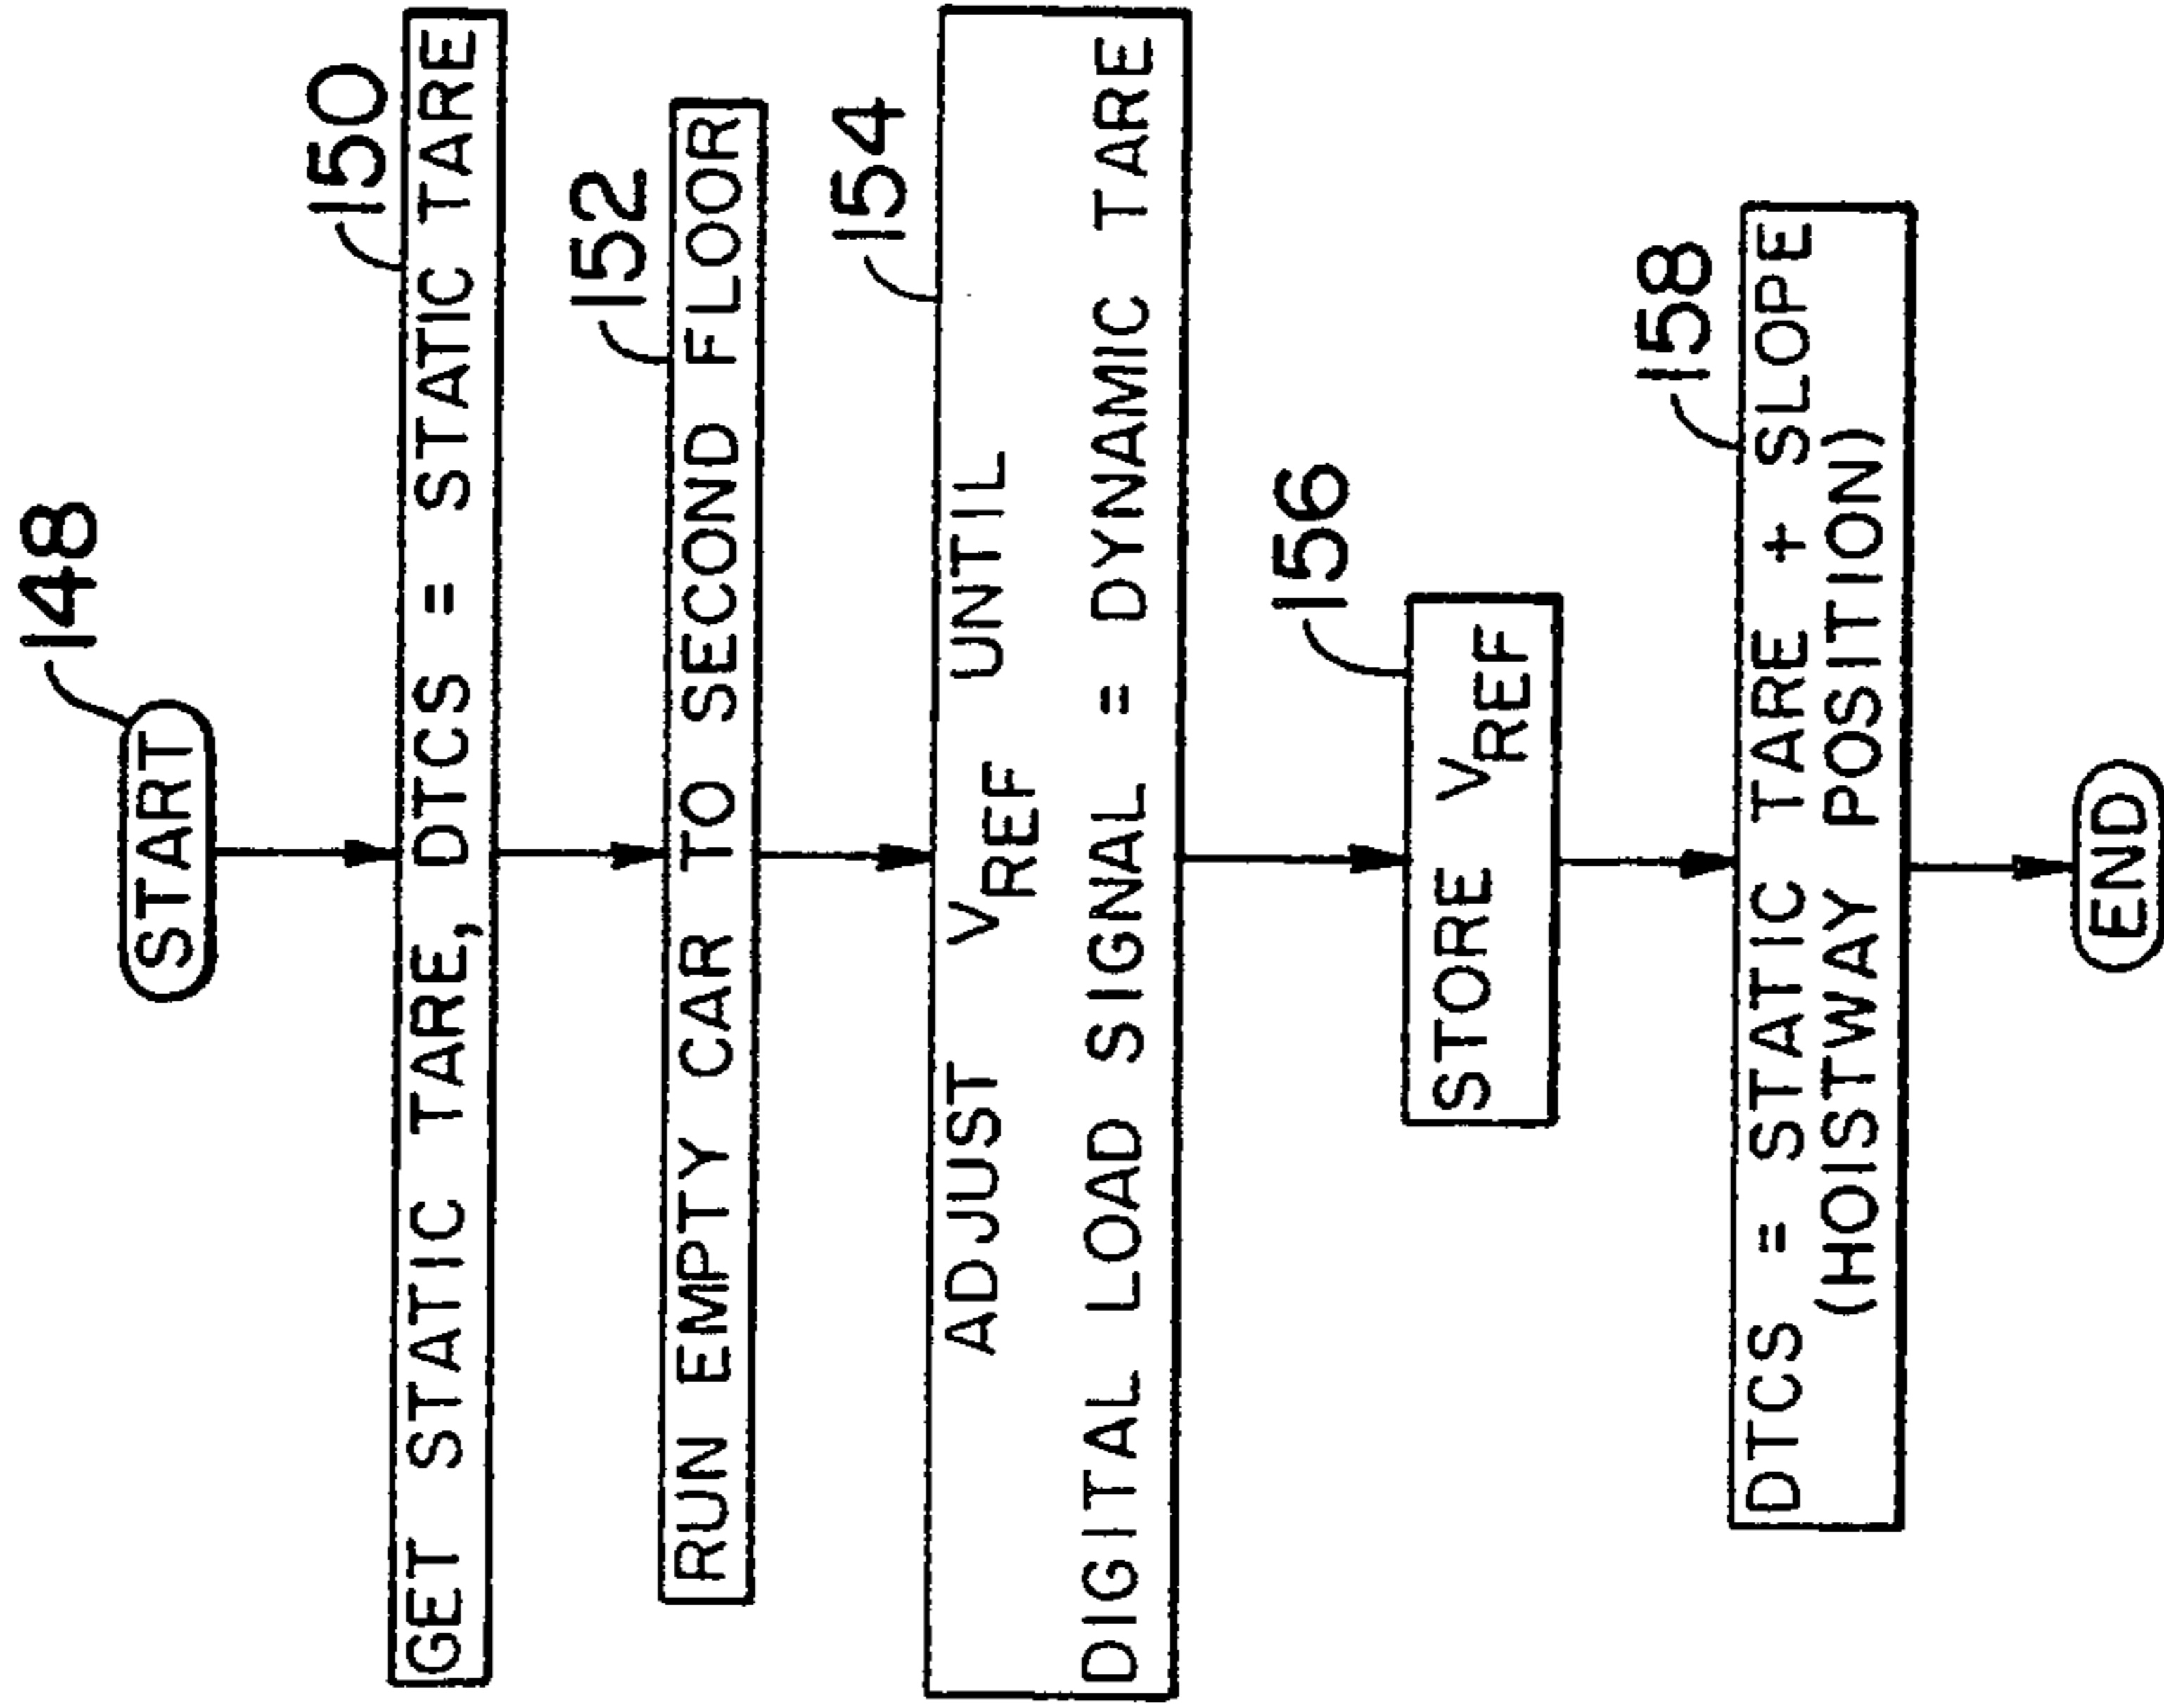 148
START
150
GET STATIC TARE, DTCS = STATIC TARE
152
RUN EMPTY CAR TO SECOND FLOOR
154
ADJUST VREF UNTIL
DIGITAL LOAD SIGNAL = DYNAMIC TARE
156
STORE VREF
158
DTCS = STATIC TARE + SLOPE
(HOISTWAY POSITION)
END